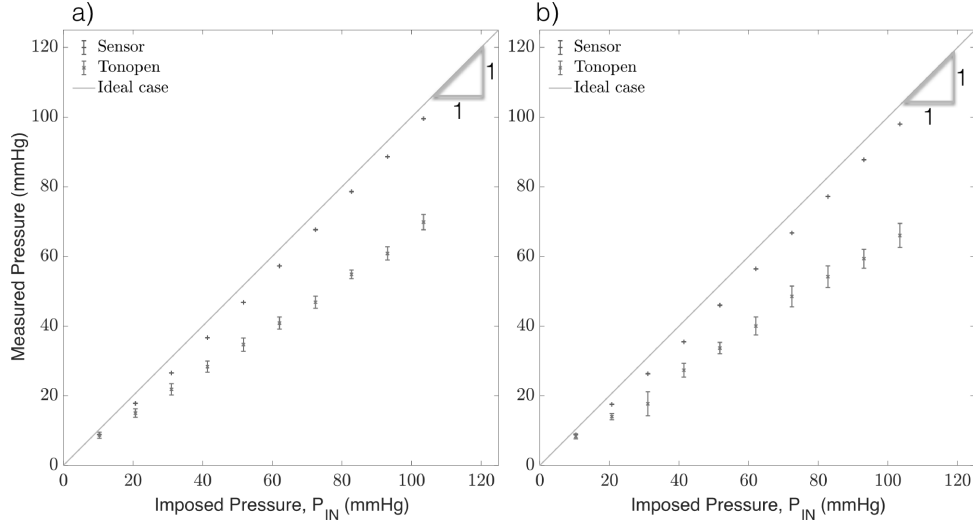 a)
Sensor
Tonopen
Ideal case
1
1
120
100
80
60
40
20
0
0 20 40 60 80 100 120
Measured Pressure (mmHg)
Imposed Pressure, P_IN (mmHg)
b)
Sensor
Tonopen
Ideal case
1
1
120
100
80
60
40
20
0
0 20 40 60 80 100 120
Imposed Pressure, P_IN (mmHg)